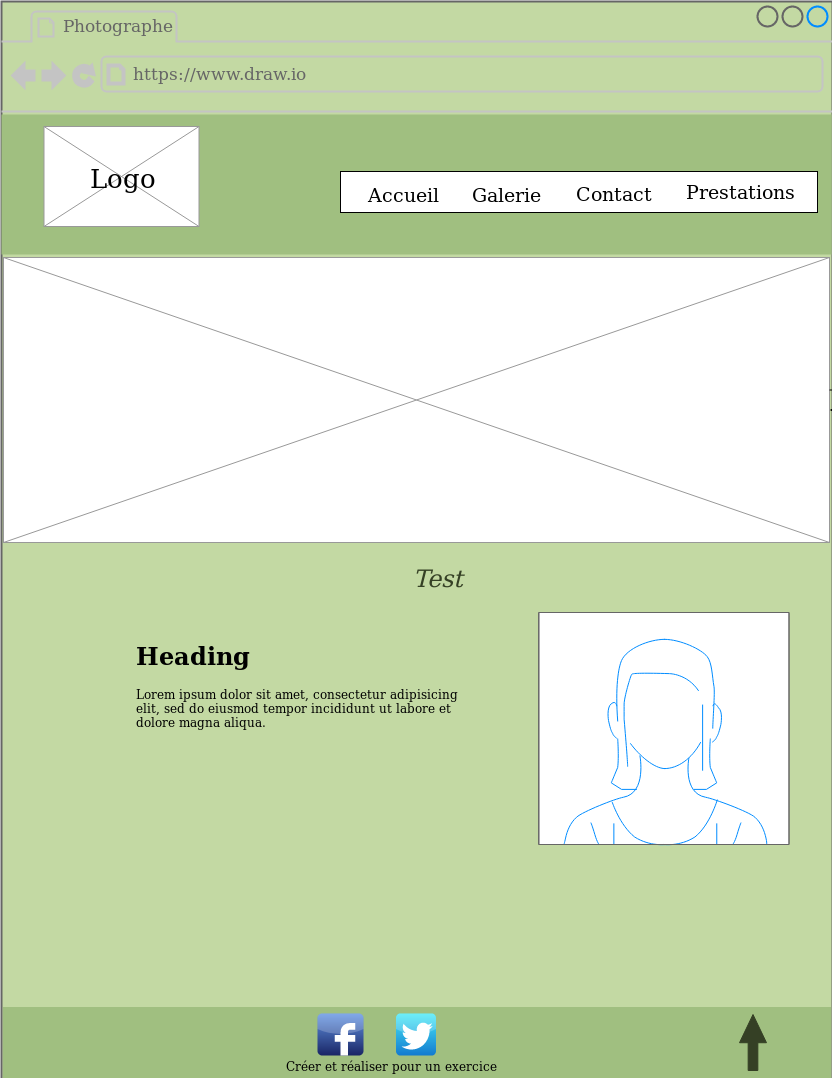 Photographe
https://www.draw.io
Logo
Accueil Galerie Contact Prestations
Test
Heading
Lorem ipsum dolor sit amet, consectetur adipisicing
elit, sed do eiusmod tempor incididunt ut labore et
dolore magna aliqua.
Créer et réaliser pour un exercice